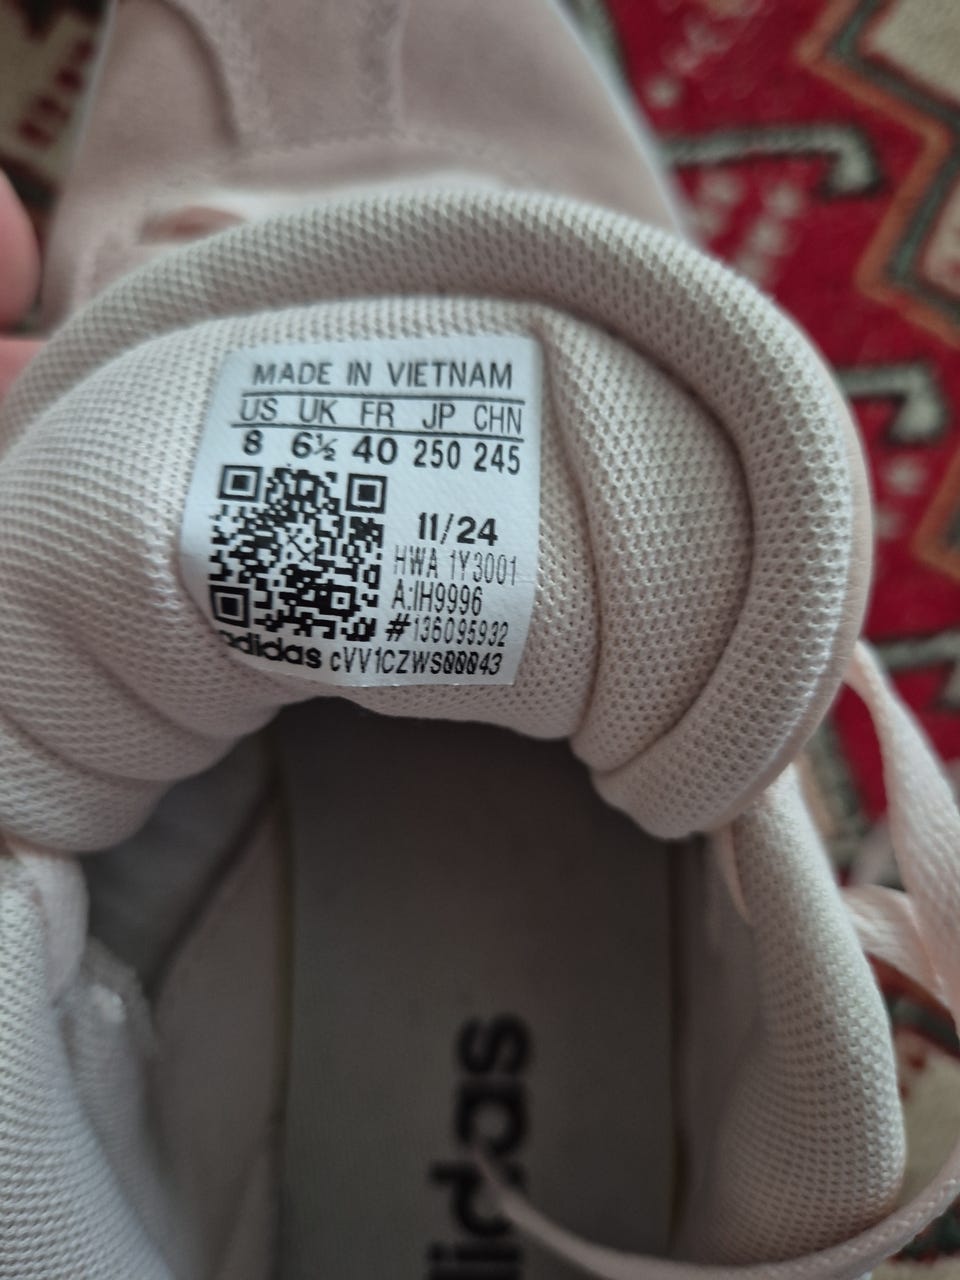 MADE IN VIETNAM
US UK FR JP CHN
8 6½ 40 250 245
11/24
HWA 1Y3001
A:IH9996
#136095932
adidas cVV1CZWS00043
adidas